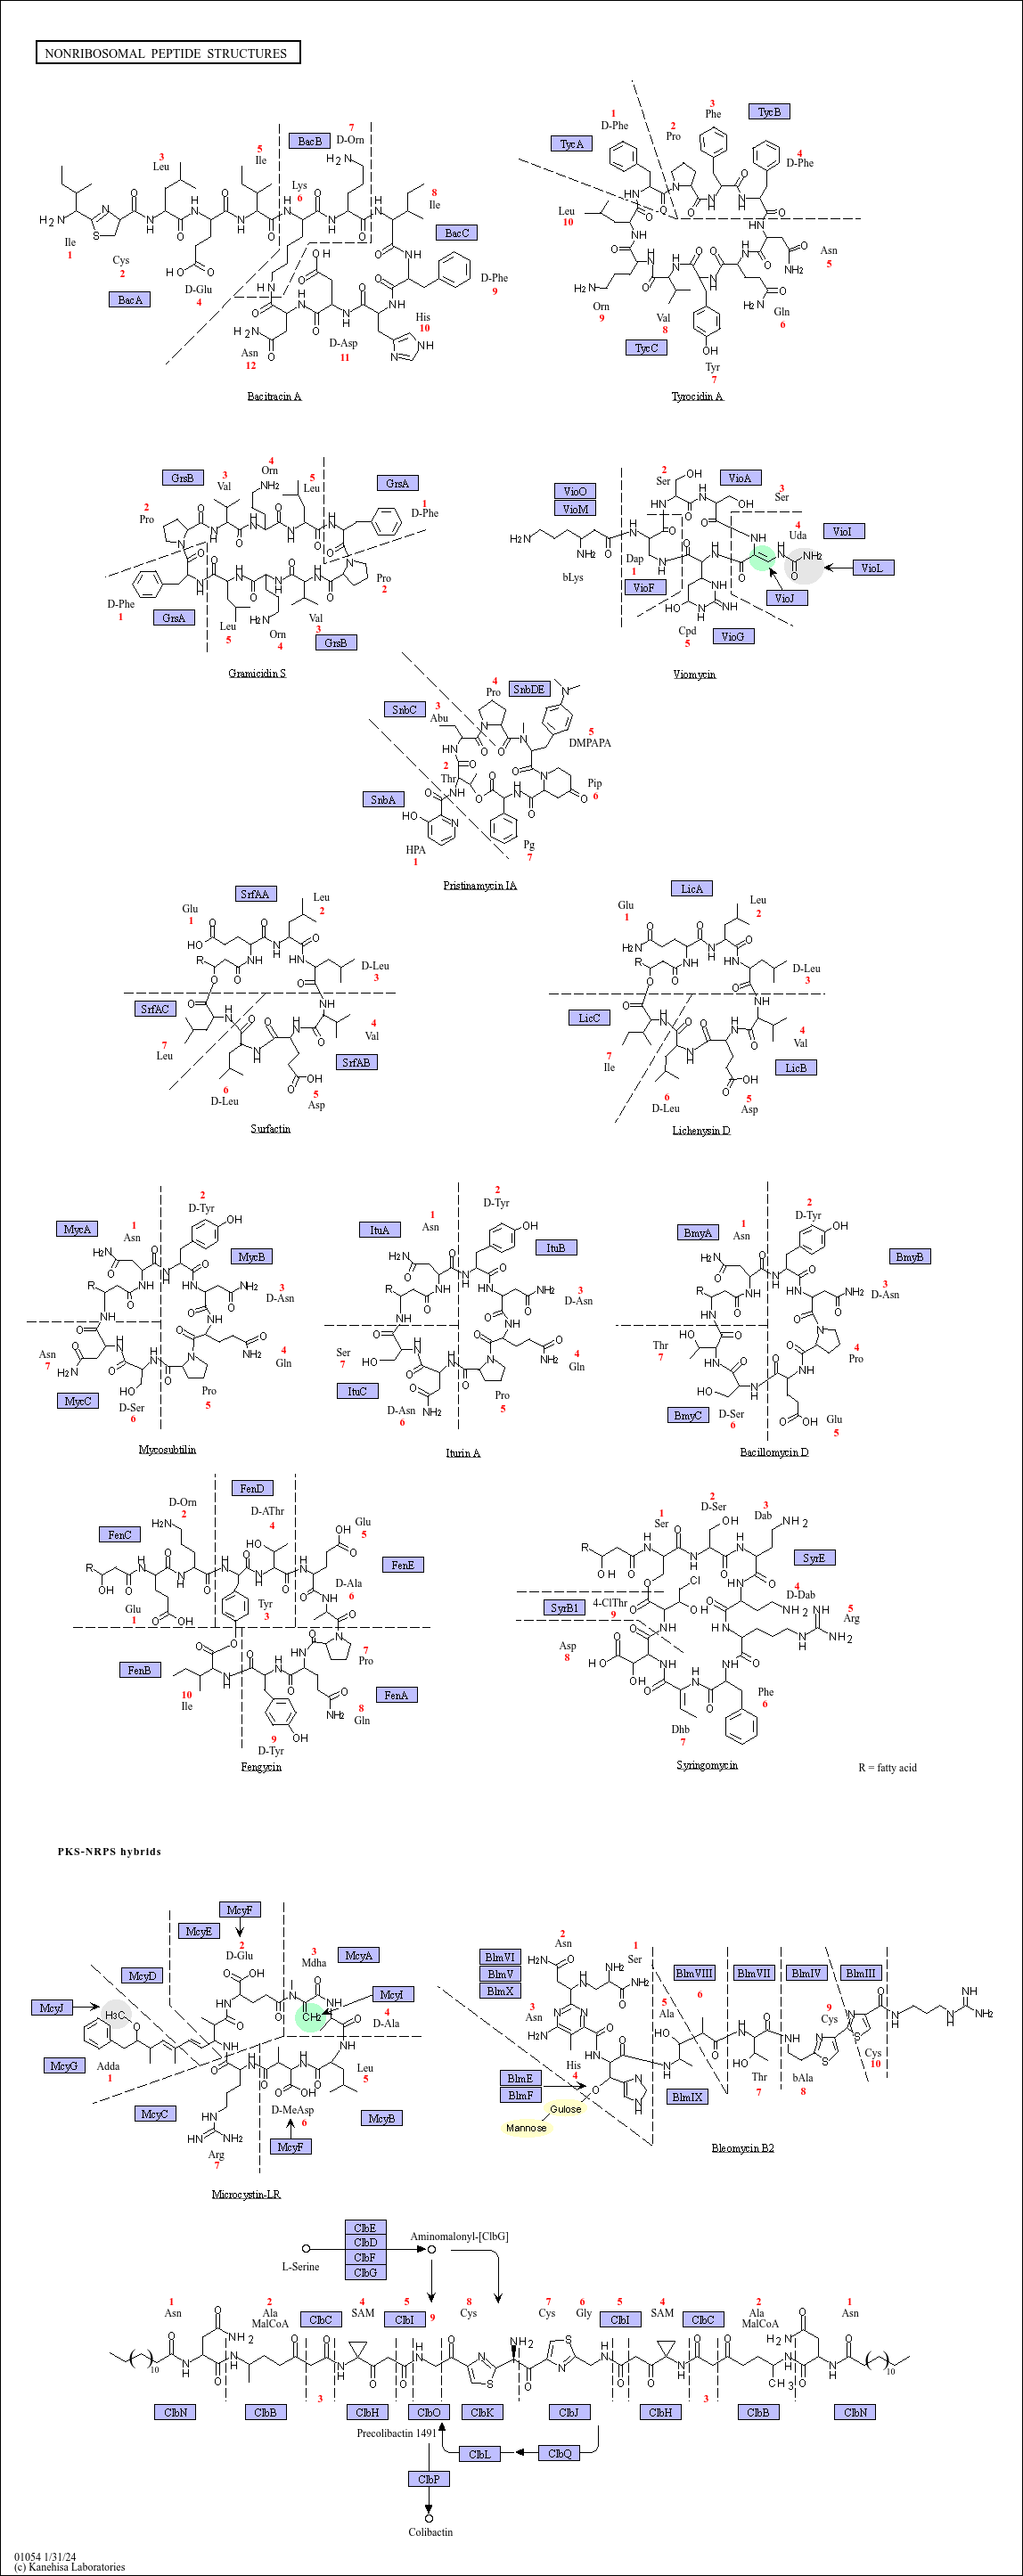 NONRIBOSOMAL PEPTIDE STRUCTURES
BacB
7
D-Orn
3
Leu
5
Ile
Lys
6
8
Ile
BacC
Ile
1
Cys
2
BacA
D-Glu
4
D-Phe
9
His
10
D-Asp
11
Asn
12
Bacitracin A
TycA
1
D-Phe
2
Pro
3
Phe
TycB
4
D-Phe
Leu
10
Asn
5
Orn
9
Val
8
Gln
6
TycC
Tyr
7
Tyrocidin A
GrsB
3
Val
4
Orn
5
Leu
GrsA
1
D-Phe
2
Pro
Pro
2
D-Phe
1
GrsA
Leu
5
Orn
4
Val
3
GrsB
Gramicidin S
VioO
VioM
2
Ser
VioA
3
Ser
4
Uda
VioI
VioL
bLys
Dap
1
VioF
VioJ
Cpd
5
VioG
Viomycin
SnbC
3
Abu
4
Pro
SnbDE
5
DMPAPA
2
Thr
Pip
6
SnbA
HPA
1
Pg
7
Pristinamycin IA
SrfAA
Glu
1
Leu
2
D-Leu
3
SrfAC
7
Leu
4
Val
SrfAB
6
D-Leu
5
Asp
Surfactin
LicA
Glu
1
Leu
2
D-Leu
3
LicC
7
Ile
4
Val
LicB
6
D-Leu
5
Asp
Lichenysin D
MycA
1
Asn
2
D-Tyr
MycB
3
D-Asn
Asn
7
4
Gln
MycC
D-Ser
6
Pro
5
Mycosubtilin
ItuA
1
Asn
2
D-Tyr
ItuB
3
D-Asn
Ser
7
4
Gln
ItuC
D-Asn
6
Pro
5
Iturin A
BmyA
1
Asn
2
D-Tyr
BmyB
3
D-Asn
Thr
7
4
Pro
BmyC
D-Ser
6
Glu
5
Bacillomycin D
FenC
D-Orn
2
FenD
D-AThr
4
Glu
5
FenE
D-Ala
6
Glu
1
Tyr
3
7
Pro
FenB
10
Ile
FenA
8
Gln
9
D-Tyr
Fengycin
1
Ser
2
D-Ser
3
Dab
SyrE
4
D-Dab
SyrB1
4-ClThr
9
5
Arg
Asp
8
Phe
6
Dhb
7
Syringomycin
R = fatty acid
PKS-NRPS hybrids
McyF
McyE
2
D-Glu
3
Mdha
McyA
McyD
McyI
McyJ
H3C
CH2
4
D-Ala
McyG
Adda
1
Leu
5
McyC
D-MeAsp
6
McyB
McyF
Arg
7
Microcystin-LR
BlmVI
BlmV
BlmX
2
Asn
1
Ser
BlmVIII
6
BlmVII
BlmIV
BlmIII
3
Asn
5
Ala
9
Cys
Cys
10
His
4
BlmE
BlmF
BlmIX
Thr
7
bAla
8
Gulose
Mannose
Bleomycin B2
ClbE
ClbD
ClbF
ClbG
L-Serine
Aminomalonyl-[ClbG]
1
Asn
2
Ala
MalCoA
ClbC
4
SAM
5
ClbI
9
8
Cys
7
Cys
6
Gly
5
ClbI
4
SAM
ClbC
2
Ala
MalCoA
1
Asn
3
3
ClbN
ClbB
ClbH
ClbO
ClbK
ClbJ
ClbH
ClbB
ClbN
Precolibactin 1491
ClbL
ClbQ
ClbP
Colibactin
01054 1/31/24
(c) Kanehisa Laboratories